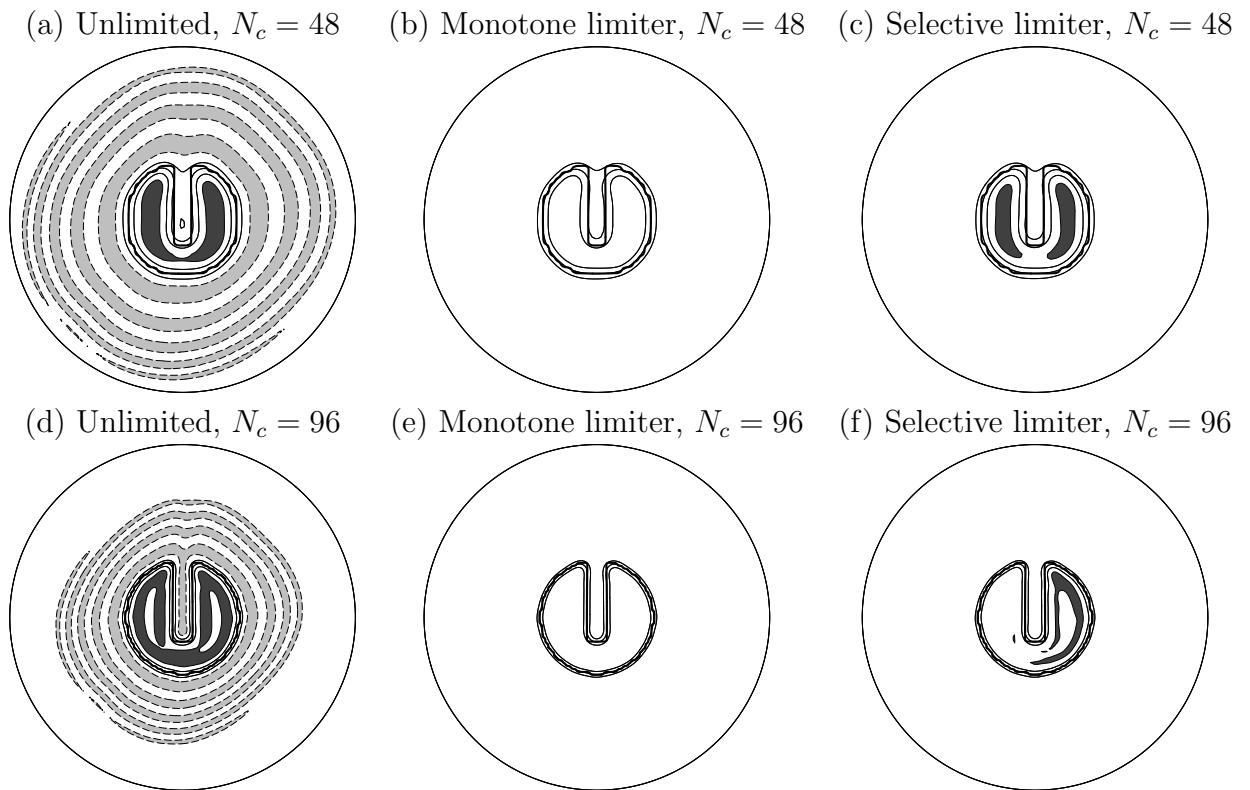 (a) Unlimited, N_c = 48
(b) Monotone limiter, N_c = 48
(c) Selective limiter, N_c = 48
(d) Unlimited, N_c = 96
(e) Monotone limiter, N_c = 96
(f) Selective limiter, N_c = 96